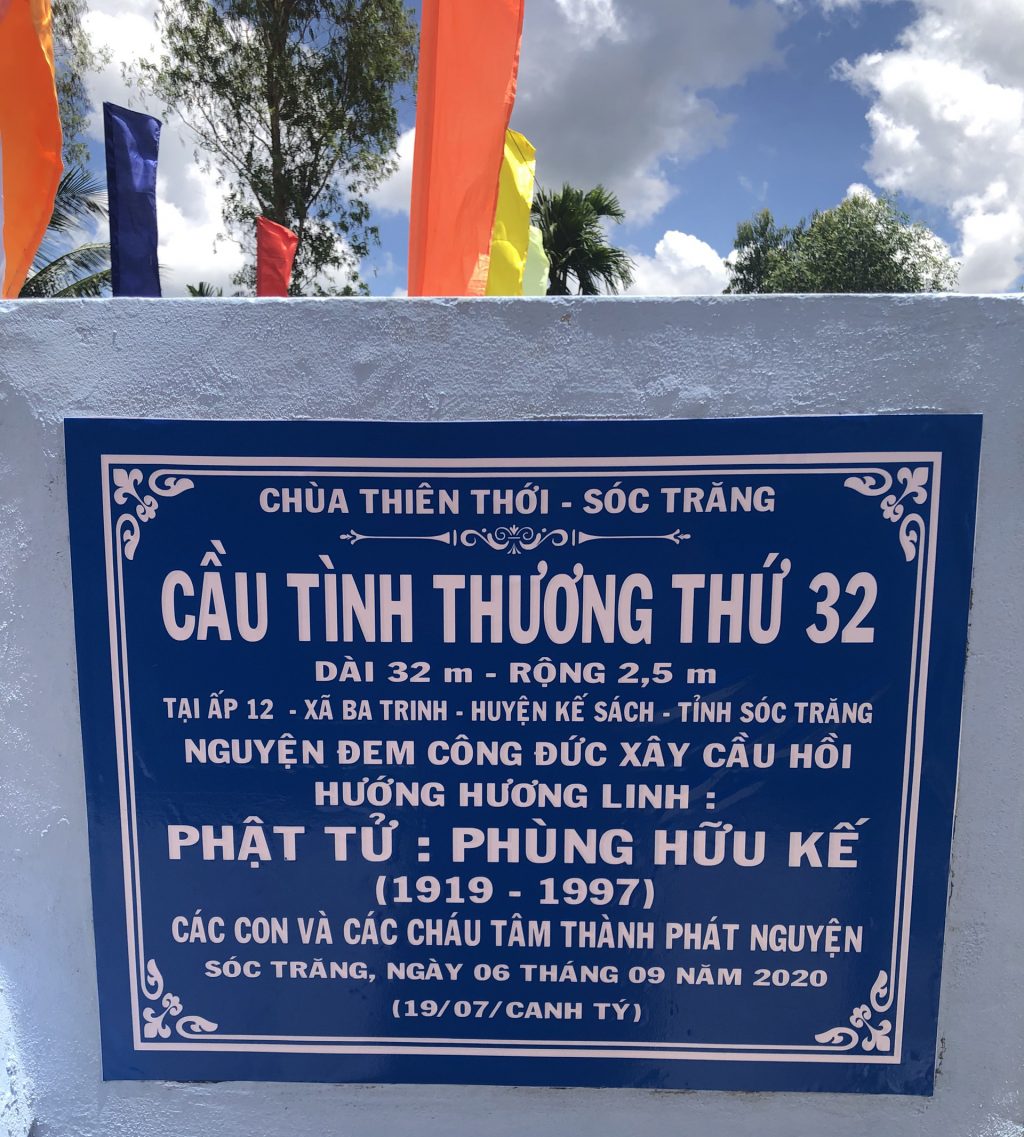 CHÙA THIÊN THỚI - SÓC TRĂNG
CẦU TÌNH THƯƠNG THỨ 32
DÀI 32 m - RỘNG 2,5 m
TẠI ẤP 12 - XÃ BA TRINH - HUYỆN KẾ SÁCH - TỈNH SÓC TRĂNG
NGUYỆN ĐEM CÔNG ĐỨC XÂY CẦU HỒI
HƯỚNG HƯƠNG LINH :
PHẬT TỬ : PHÙNG HỮU KẾ
(1919 - 1997)
CÁC CON VÀ CÁC CHÁU TÂM THÀNH PHÁT NGUYỆN
SÓC TRĂNG, NGÀY 06 THÁNG 09 NĂM 2020
(19/07/CANH TÝ)